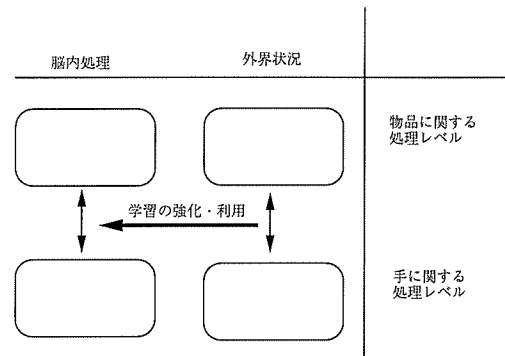 脳内処理
外界状況
物品に関する
処理レベル
学習の強化・利用
手に関する
処理レベル